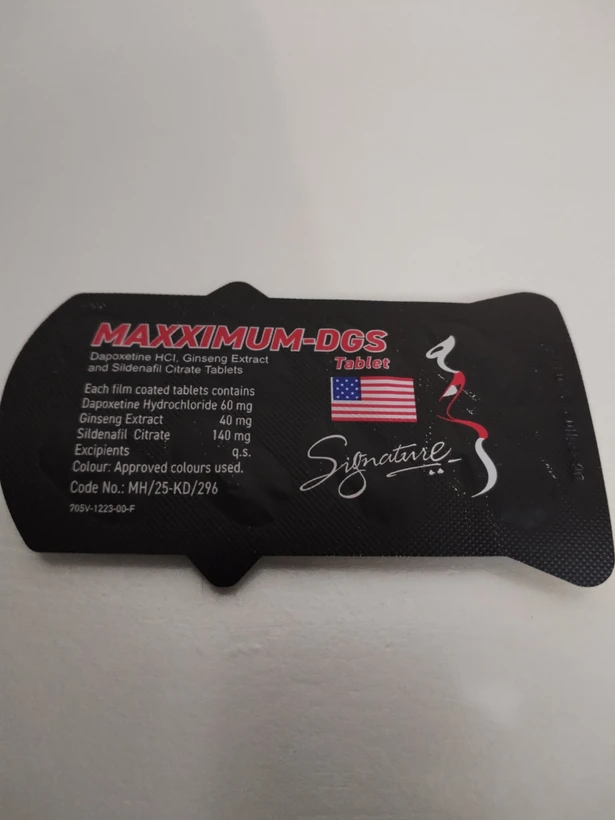 MAXXIMUM-DGS
Tablet
Dapoxetine HCl, Ginseng Extract
and Sildenafil Citrate Tablets
Each film coated tablets contains
Dapoxetine Hydrochloride 60 mg
Ginseng Extract 40 mg
Sildenafil Citrate 140 mg
Excipients q.s.
Colour: Approved colours used.
Code No.: MH/25-KD/296
705V-1223-00-F
Signature